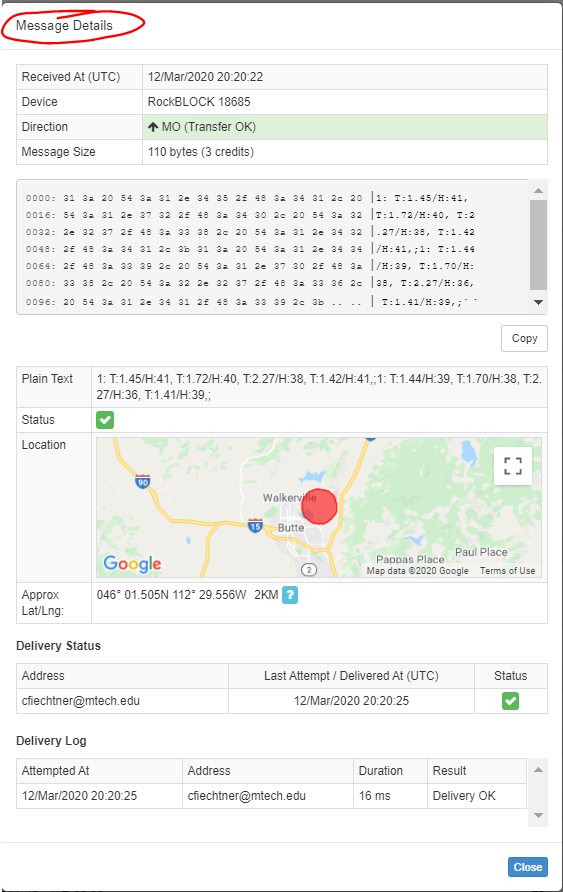 Message Details
Received At (UTC) 12/Mar/2020 20:20:22
Device RockBLOCK 18685
Direction MO (Transfer OK)
Message Size 110 bytes (3 credits)
0000: 31 3a 20 54 3a 31 2e 34 35 2f 48 3a 34 31 2c 20 |1: T:1.45/H:41,
0016: 54 3a 31 2e 37 32 2f 48 3a 34 30 2c 20 54 3a 32 |T:1.72/H:40, T:2
0032: 2e 32 37 2f 48 3a 33 38 2c 20 54 3a 31 2e 34 32 |.27/H:38, T:1.42
0048: 2f 48 3a 34 31 2c 3b 31 3a 20 54 3a 31 2e 34 34 |/H:41,;1: T:1.44
0064: 2f 48 3a 33 39 2c 20 54 3a 31 2e 37 30 2f 48 3a |/H:39, T:1.70/H:
0080: 33 38 2c 20 54 3a 32 2e 32 37 2f 48 3a 33 36 2c |38, T:2.27/H:36,
0096: 20 54 3a 31 2e 34 31 2f 48 3a 33 39 2c 3b .. .. | T:1.41/H:39,;``
Copy
Plain Text 1: T:1.45/H:41, T:1.72/H:40, T:2.27/H:38, T:1.42/H:41,;;1: T:1.44/H:39, T:1.70/H:38, T:2.
27/H:36, T:1.41/H:39,;
Status
Location
90
Walkerville
15
Butte
Paul Place
Pappas Place
2
Google
Map data ©2020 Google Terms of Use
Approx 046° 01.505N 112° 29.556W 2KM ?
Lat/Lng:
Delivery Status
Address Last Attempt / Delivered At (UTC) Status
cfiechtner@mtech.edu 12/Mar/2020 20:20:25
Delivery Log
Attempted At Address Duration Result
12/Mar/2020 20:20:25 cfiechtner@mtech.edu 16 ms Delivery OK
Close